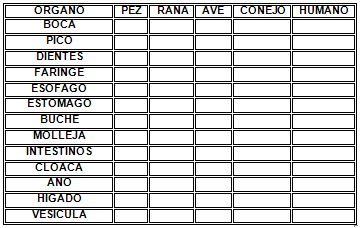 ORGANO PEZ RANA AVE CONEJO HUMANO
BOCA
PICO
DIENTES
FARINGE
ESOFAGO
ESTOMAGO
BUCHE
MOLLEJA
INTESTINOS
CLOACA
ANO
HIGADO
VESICULA